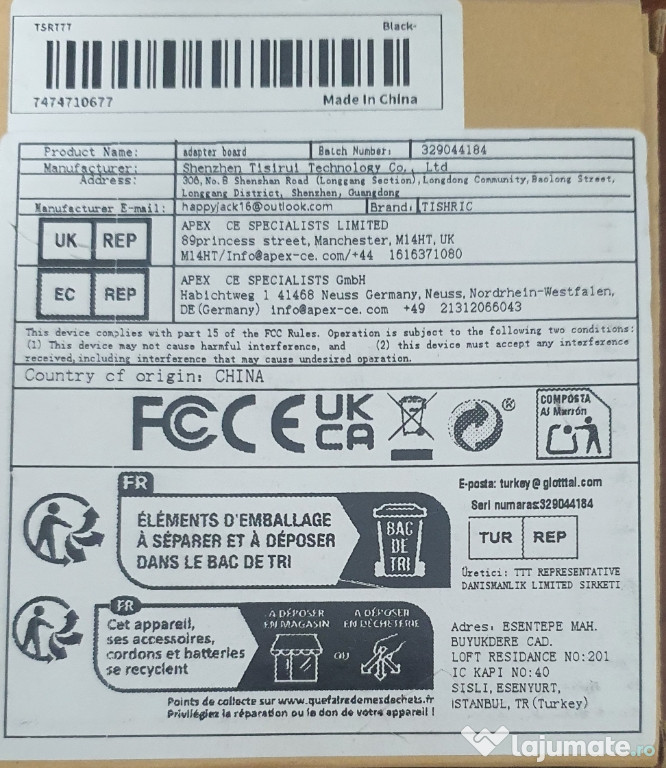 TSRT77 Black-
7474710677 Made In China
Product Name: adapter board Batch Number: 329044184
Manufacturer: Shenzhen Tisirui Technology Co., Ltd
Address: 306, No.8 Shenshan Road (Longgang Section), Longdong Community, Baolong Street,
Longgang District, Shenzhen, Guangdong
Manufacturer E-mail: happyjack16@outlook.com Brand: TISHRIC
UK REP
APEX CE SPECIALISTS LIMITED
89princess street, Manchester, M14HT, UK
M14HT/Info@apex-ce. com/+44 1616371080
EC REP
APEX CE SPECIALISTS GmbH
Habichtweg 1 41468 Neuss Germany, Neuss, Nordrhein-Westfalen,
DE(Germany) info@apex-ce. com +49 21312066043
This device complies with part 15 of the FCC Rules. Operation is subject to the following two conditions:
(1) This device may not cause harmful interference, and (2) this device must accept any interference
received, including interference that may cause undesired operation.
Country of origin: CHINA
FCC CE UK
CA
®
COMPOSTA
Al Marrón
FR
ÉLÉMENTS D'EMBALLAGE
À SÉPARER ET À DÉPOSER
DANS LE BAC DE TRI
BAC
DE
TRI
E-posta: turkey@glotttal.com
Seri numarası:329044184
TUR REP
Üretici: TTT REPRESENTATIVE
DANISMANLIK LIMITED SIRKETI
FR
Cet appareil,
ses accessoires,
cordons et batteries
se recyclent
À DÉPOSER
EN MAGASIN
OU
À DÉPOSER
EN DÉCHÈTERIE
Points de collecte sur www.quefairedemesdechets.fr
Privilégiez la réparation ou le don de votre appareil !
Adres: ESENTEPE MAH.
BUYUKDERE CAD.
LOFT RESIDANCE NO:201
IC KAPI NO:40
SISLI, ESENYURT,
ISTANBUL, TR(Turkey)
lajumate.ro